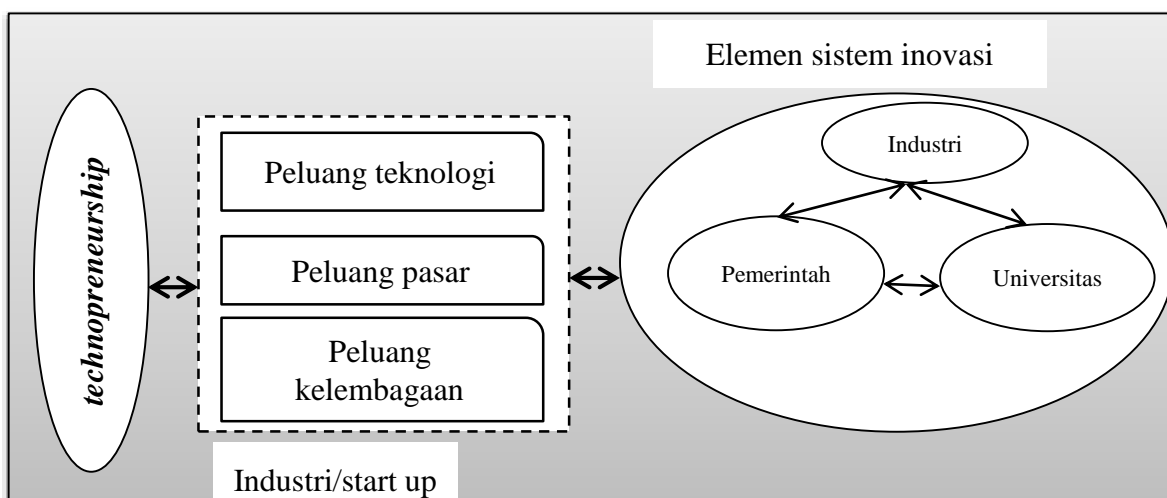 Elemen sistem inovasi
technopreneurship
Peluang teknologi
Peluang pasar
Peluang
kelembagaan
Industri/start up
Industri
Pemerintah
Universitas